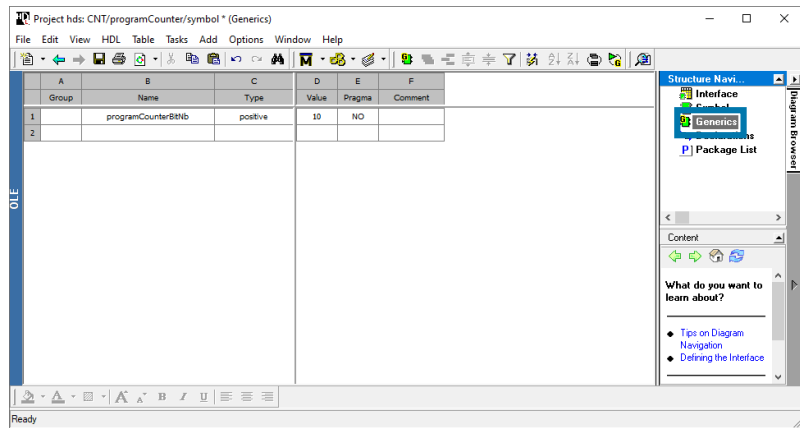 Project hds: CNT/programCounter/symbol * (Generics)
File Edit View HDL Table Tasks Add Options Window Help
A B C D E F
Group Name Type Value Pragma Comment
1 programCounterBitNb positive 10 NO
2
OLE
Structure Navi...
Interface
Symbol
Generics
Declarations
P Package List
Diagram Browser
Content
What do you want to
learn about?
Tips on Diagram
Navigation
Defining the Interface
A A A B I U
Ready